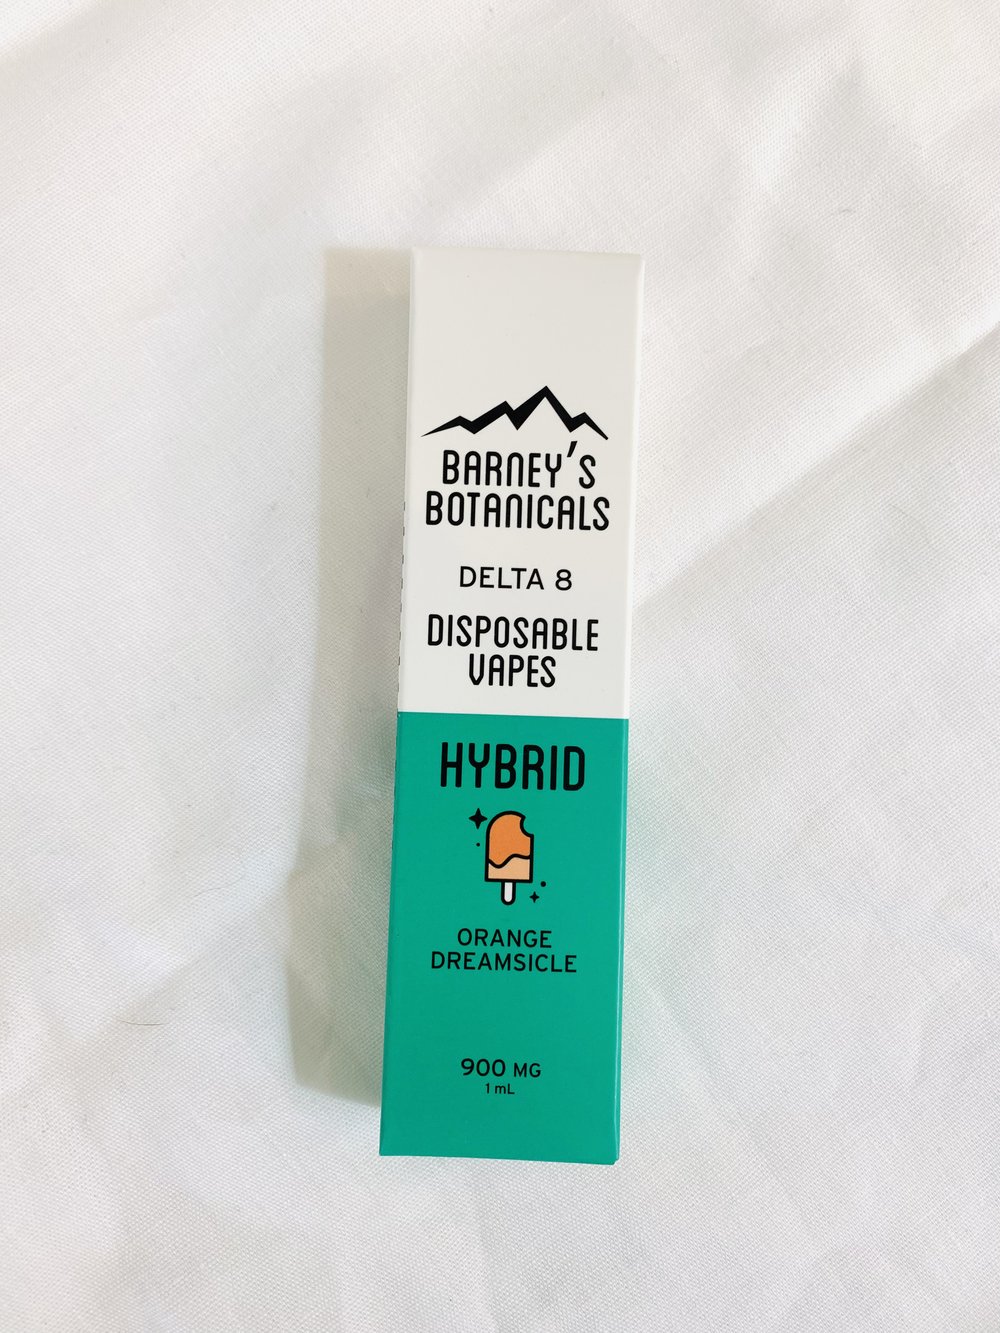 BARNEY'S
BOTANICALS
DELTA 8
DISPOSABLE
VAPES
HYBRID
ORANGE
DREAMSICLE
900 MG
1 mL